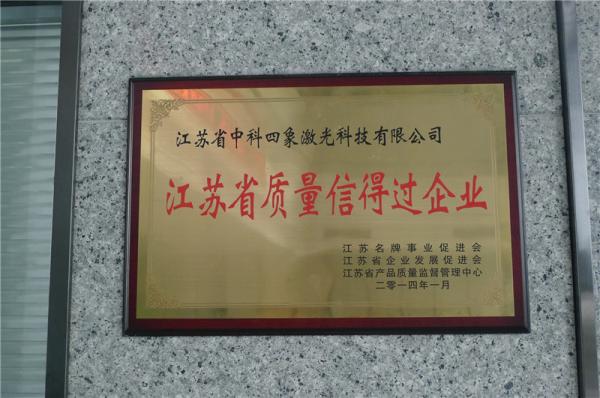 江苏省中科四象激光科技有限公司
江苏省质量信得过企业
江苏名牌事业促进会
江苏省企业发展促进会
江苏省产品质量监督管理中心
二零一四年一月